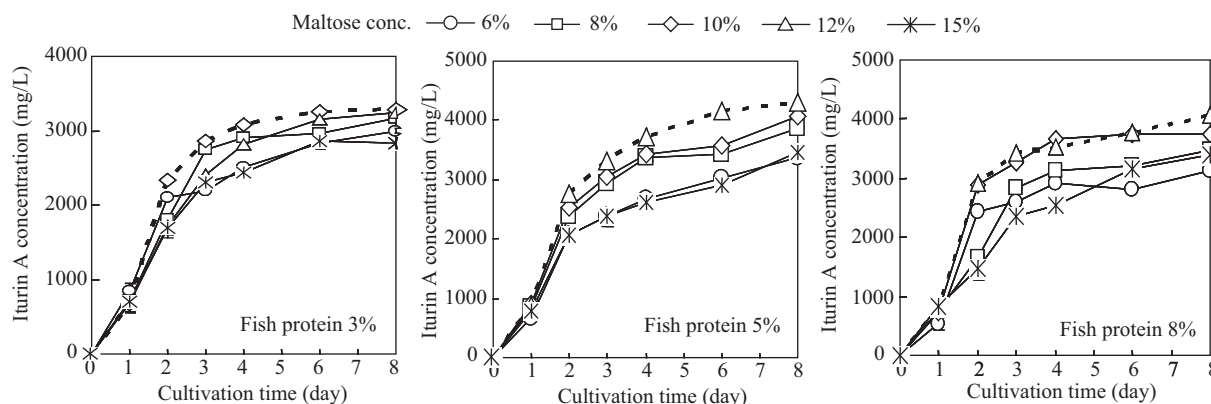 Maltose conc. 6% 8% 10% 12% 15%
Iturin A concentration (mg/L)
4000
3000
2000
1000
0
0 1 2 3 4 5 6 7 8
Fish protein 3%
Cultivation time (day)
Iturin A concentration (mg/L)
5000
4000
3000
2000
1000
0
0 1 2 3 4 5 6 7 8
Fish protein 5%
Cultivation time (day)
Iturin A concentration (mg/L)
5000
4000
3000
2000
1000
0
0 1 2 3 4 5 6 7 8
Fish protein 8%
Cultivation time (day)